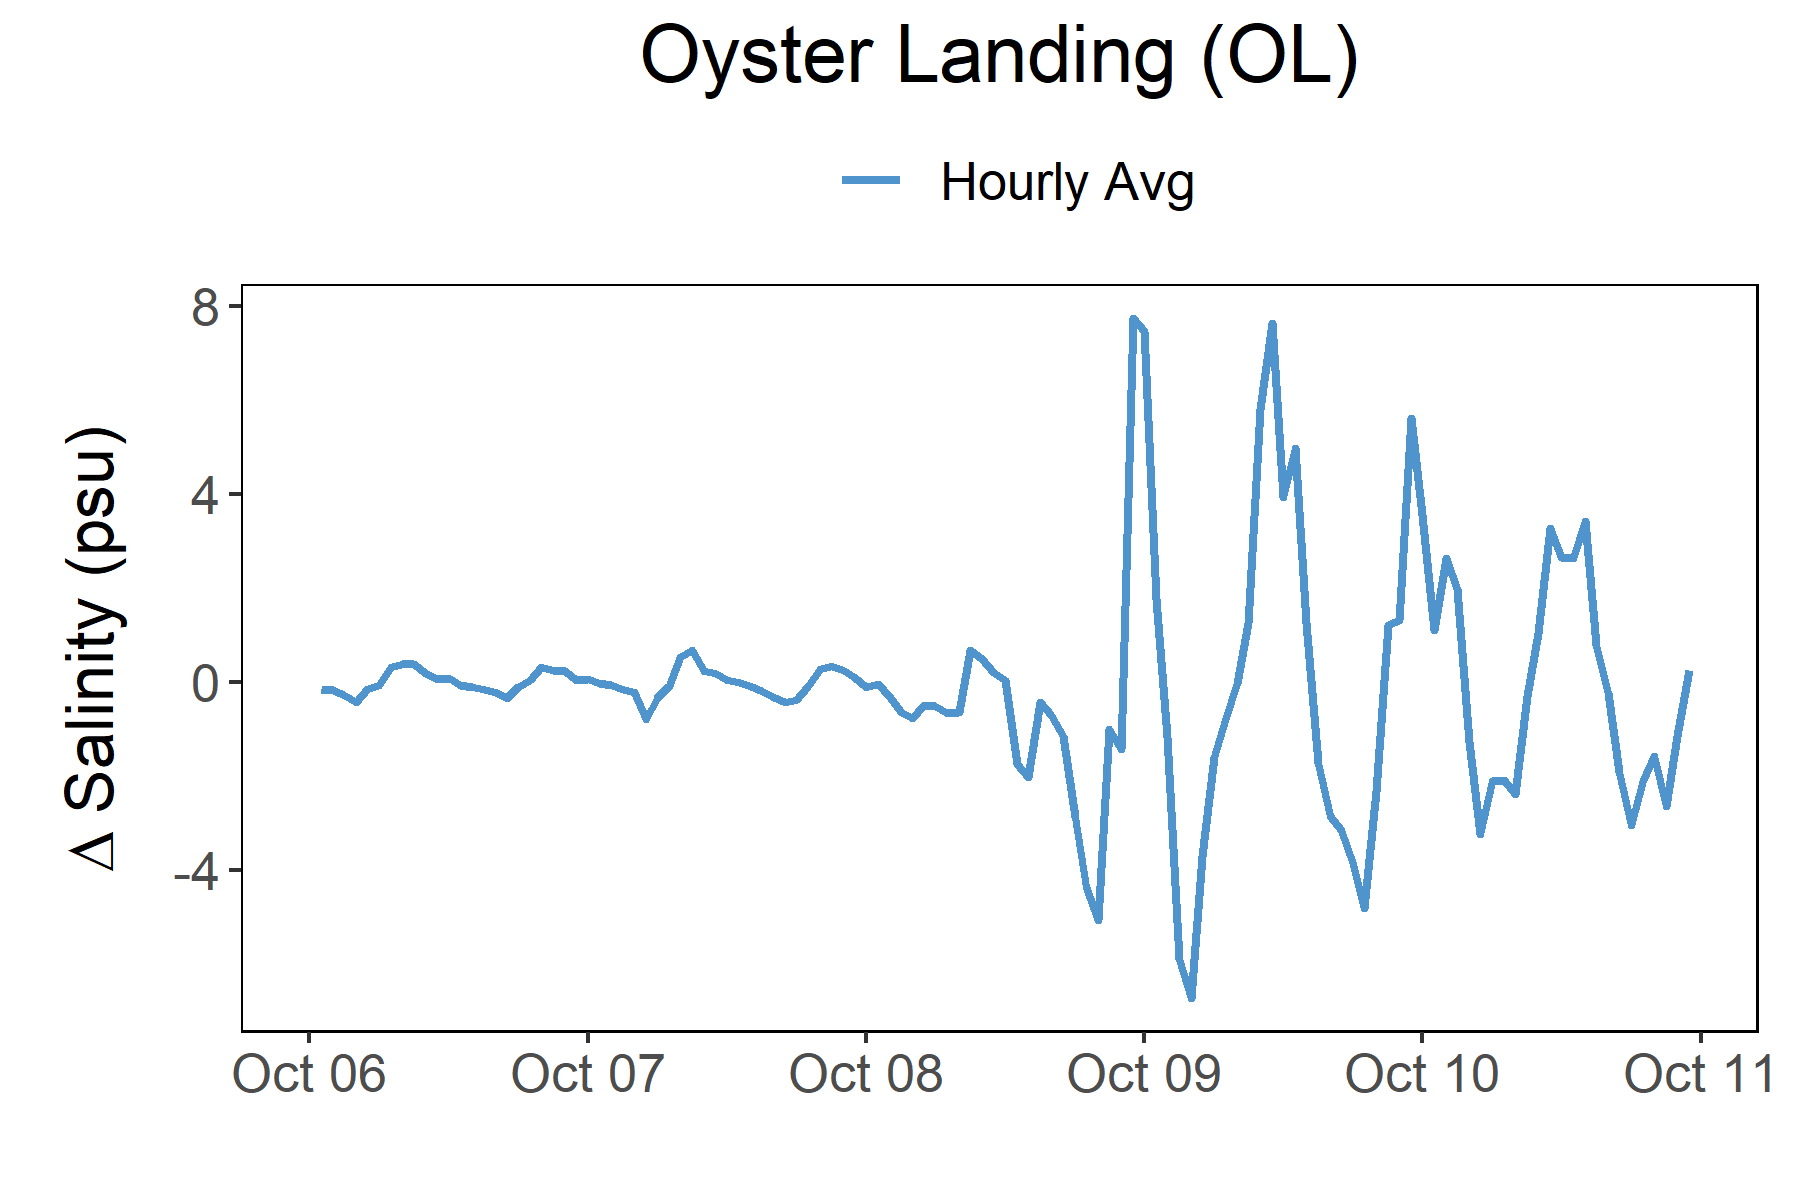 Oyster Landing (OL)
Hourly Avg
Δ Salinity (psu)
8
4
0
-4
Oct 06 Oct 07 Oct 08 Oct 09 Oct 10 Oct 11